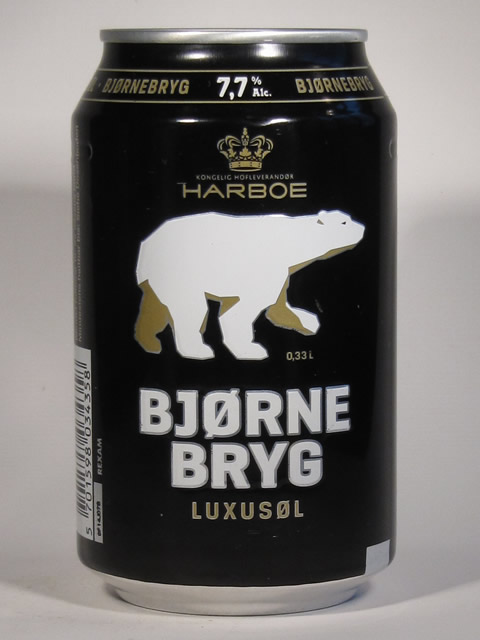 BJØRNEBRYG
7,7% Alc.
BJØRNEBRYG
KONGELIG HOFLEVERANDØR
HARBOE
0,33 L
BJØRNE
BRYG
LUXUSØL
5 701598 034358
REXAM